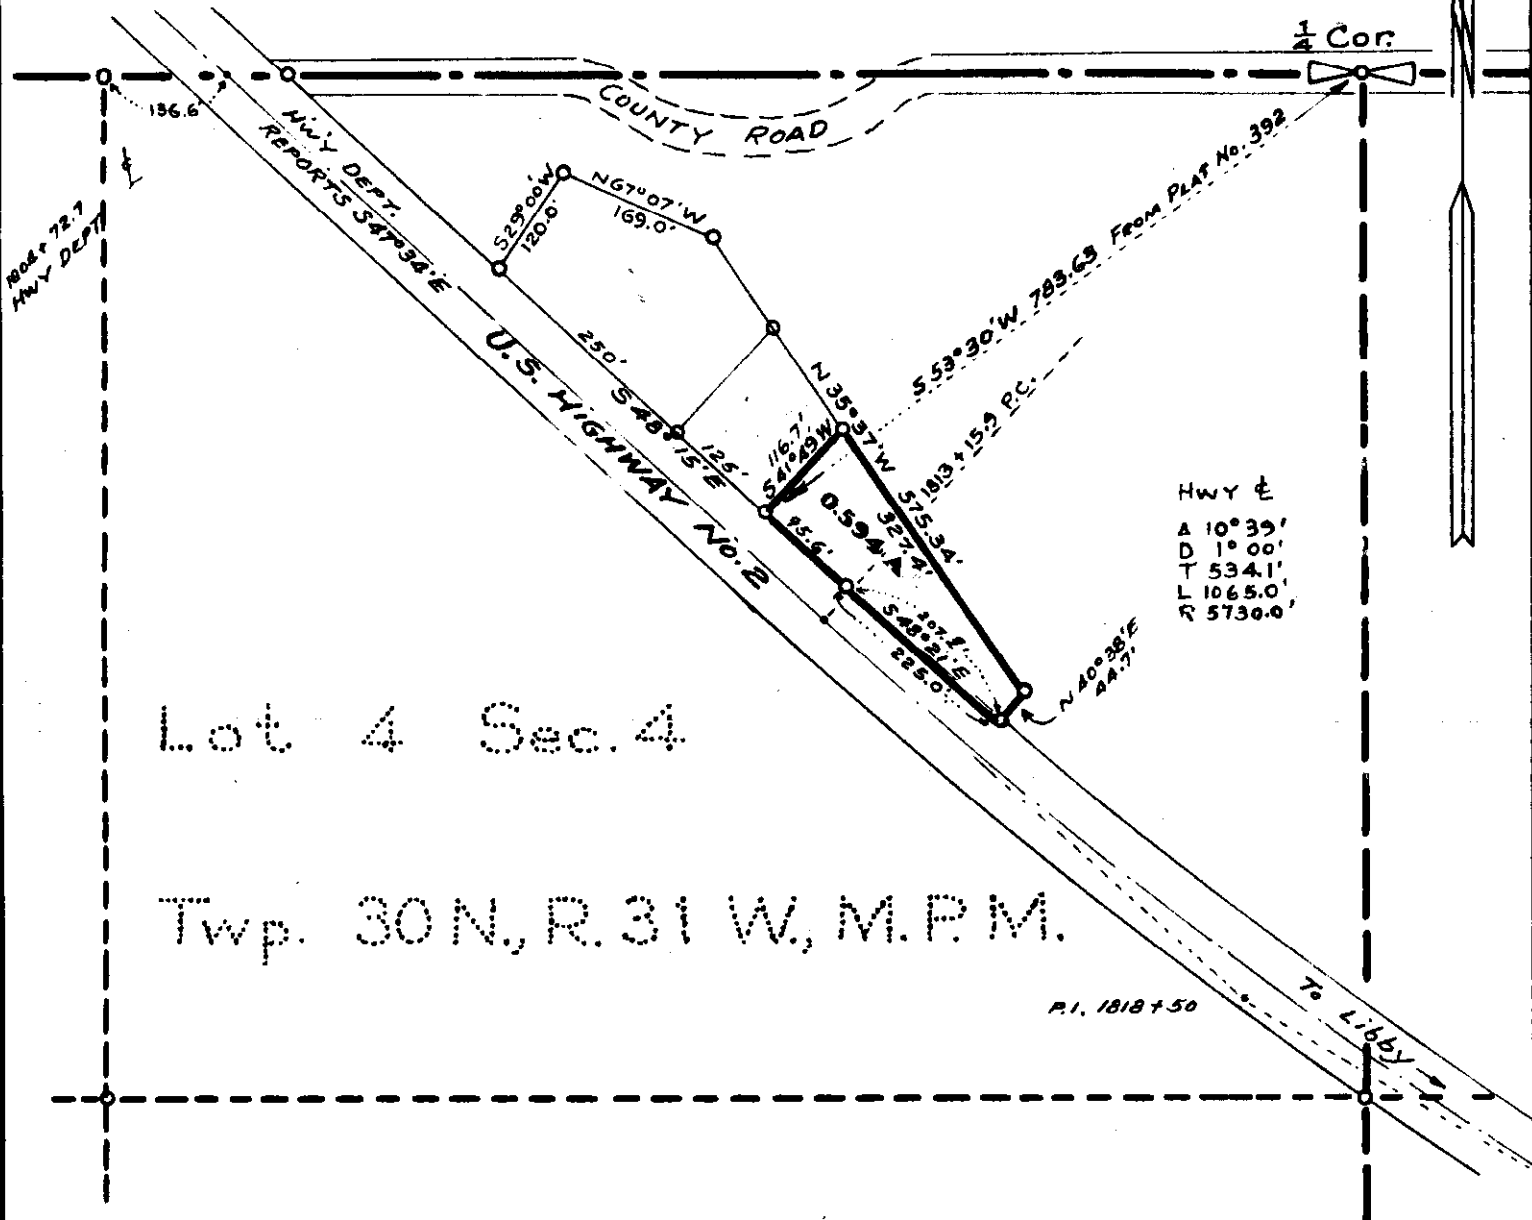 1/4 Cor.
136.6'
COUNTY ROAD
HW'Y DEPT.
REPORTS S47°34'E
℄
1804+72.7
HWY DEPT.
S29°00'W
120.0'
N67°07'W
169.0'
S 53°30'W 783.63 FROM PLAT No. 392
250'
S 48°15'E
125'
U.S. HIGHWAY No. 2
N 35°37'W
575.34'
327.4'
116.7'
S41°49'W
1813+15.9 P.C.
0.594 A
95.6'
S48°21'E
225.0'
N 40°38'E
44.7'
HWY ℄
Δ 10°39'
D 1°00'
T 534.1'
L 1065.0'
R 5730.0'
Lot 4 Sec. 4
Twp. 30 N., R. 31 W., M.P.M.
P.I. 1818+50
To Libby